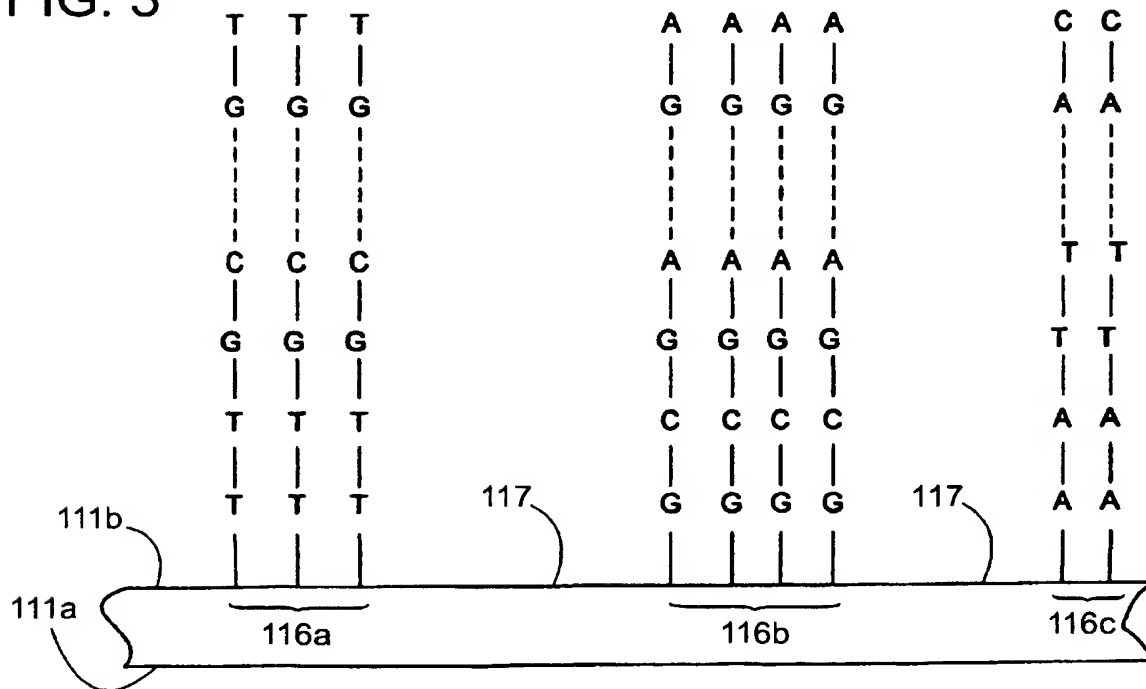 FIG. 3
T T T A A A A C C
G G G G G G G A A
C C C A A A A T T
G G G G G G G T T
T T T C C C C A A
T T T G G G G A A
111b 117 117
111a 116a 116b 116c